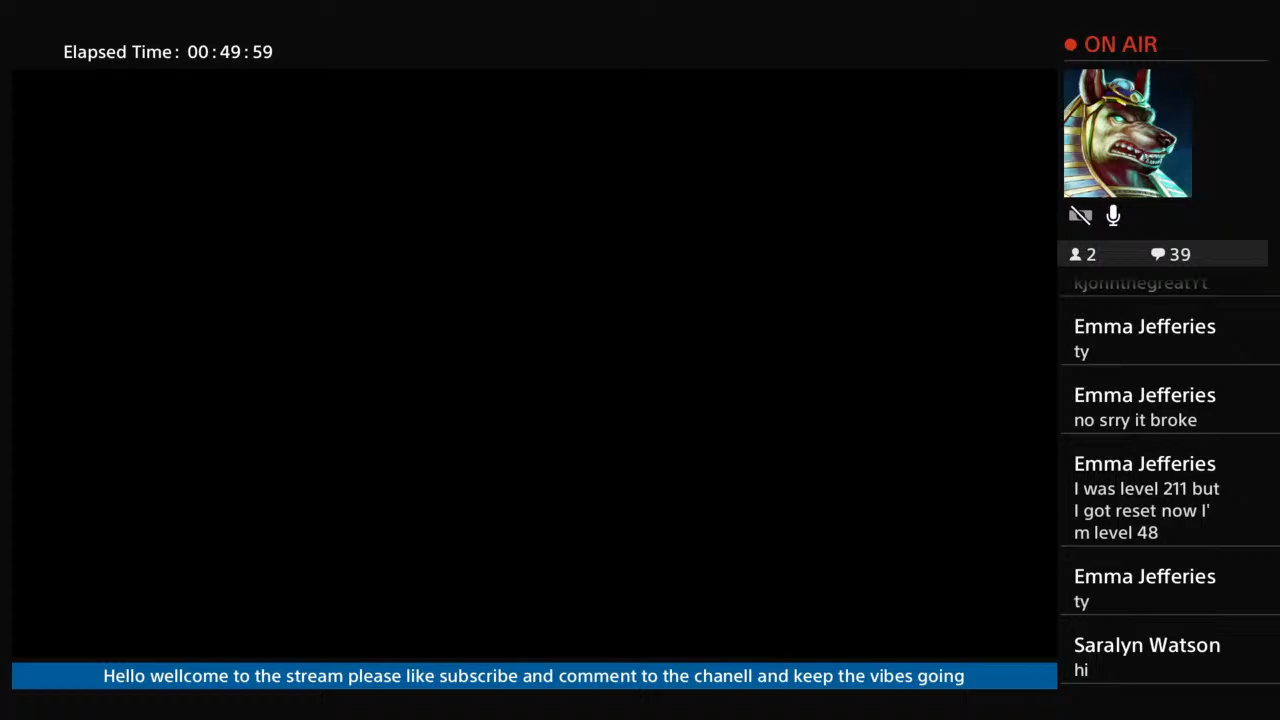 Elapsed Time: 00:49:59
ON AIR
2 39
kjohnthegreatYt
Emma Jefferies
ty
Emma Jefferies
no srry it broke
Emma Jefferies
I was level 211 but
I got reset now I'
m level 48
Emma Jefferies
ty
Saralyn Watson
hi
Hello wellcome to the stream please like subscribe and comment to the chanell and keep the vibes going